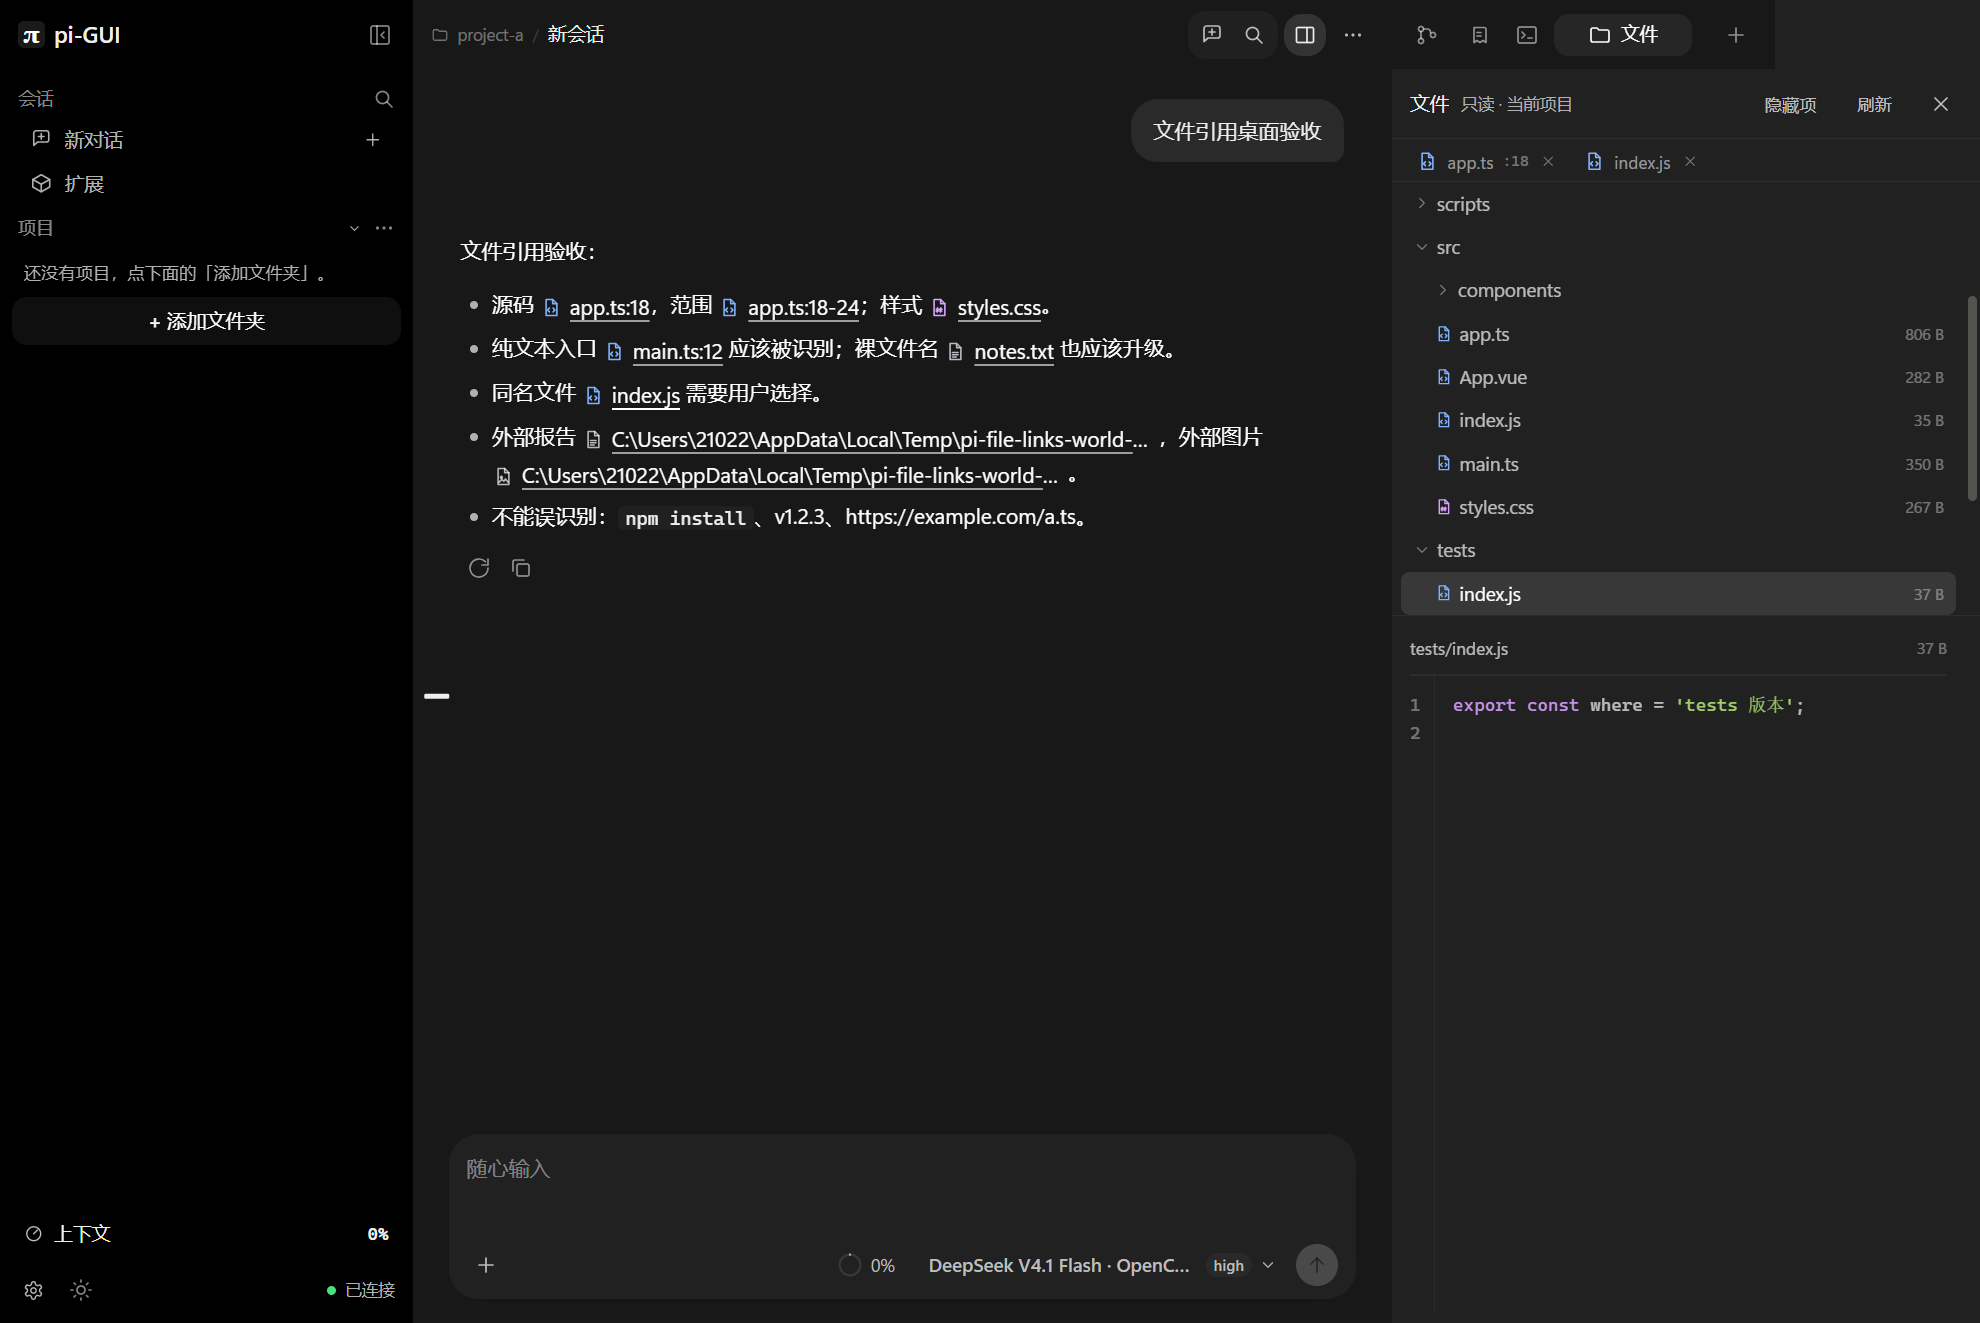 π pi-GUI
会话
新对话
扩展
项目
还没有项目，点下面的「添加文件夹」。
+ 添加文件夹
上下文 0%
已连接
project-a / 新会话
文件引用桌面验收
文件引用验收：
源码 app.ts:18，范围 app.ts:18-24；样式 styles.css。
纯文本入口 main.ts:12 应该被识别；裸文件名 notes.txt 也应该升级。
同名文件 index.js 需要用户选择。
外部报告 C:\Users\21022\AppData\Local\Temp\pi-file-links-world-... ，外部图片
C:\Users\21022\AppData\Local\Temp\pi-file-links-world-... 。
不能误识别：npm install、v1.2.3、https://example.com/a.ts。
随心输入
0% DeepSeek V4.1 Flash · OpenC... high
文件
文件 只读 · 当前项目 隐藏项 刷新
app.ts :18 index.js
scripts
src
components
app.ts 806 B
App.vue 282 B
index.js 35 B
main.ts 350 B
styles.css 267 B
tests
index.js 37 B
tests/index.js 37 B
1 export const where = 'tests 版本';
2